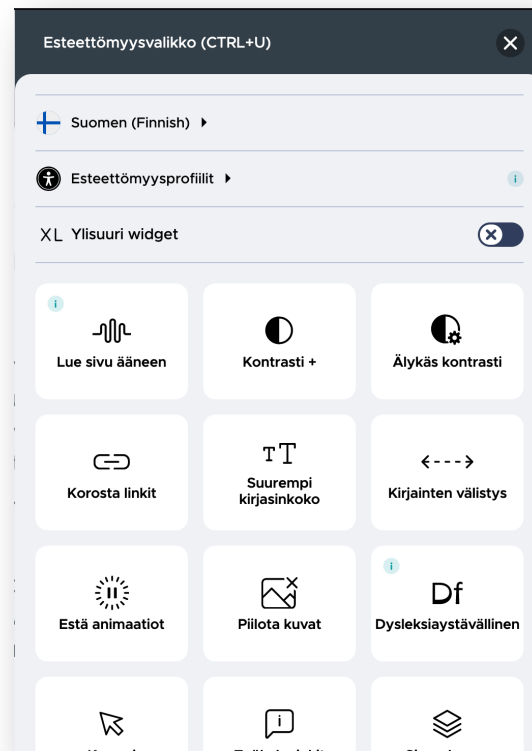 Esteettömyysvalikko (CTRL+U)
Suomen (Finnish)
Esteettömyysprofiilit
i
XL Ylisuuri widget
i
Lue sivu ääneen
Kontrasti +
Älykäs kontrasti
Korosta linkit
TT
Suurempi
kirjasinkoko
Kirjainten välistys
Estä animaatiot
Piilota kuvat
i
Df
Dysleksiaystävällinen
i